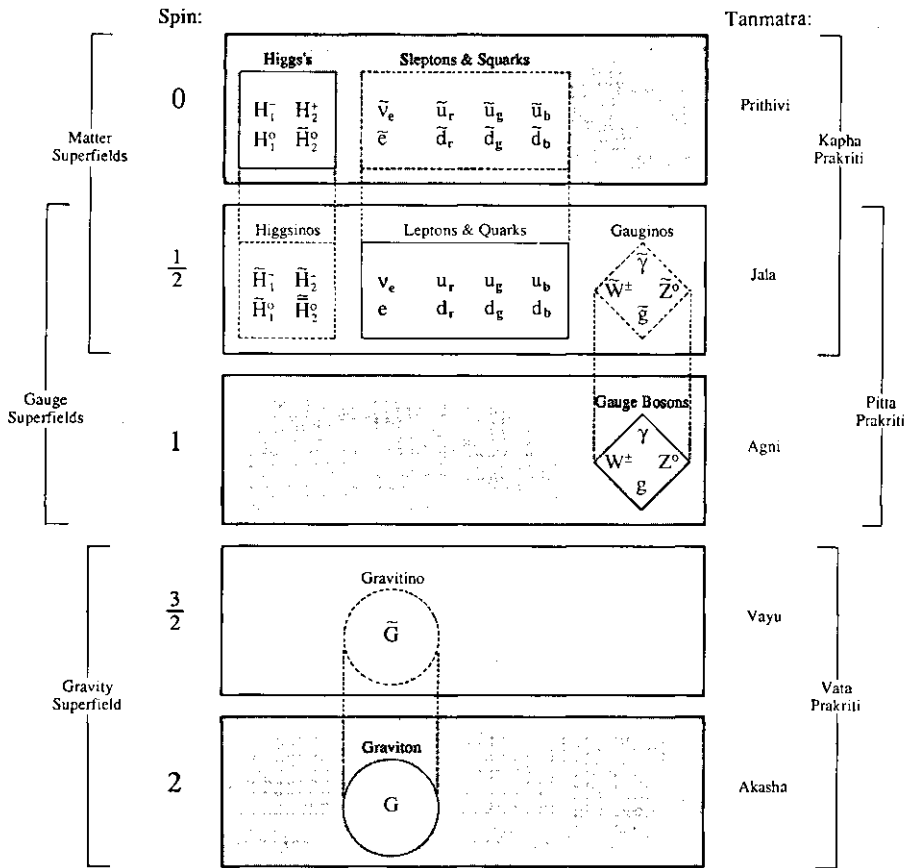 Spin:
Tanmatra:
Higgs's
Sleptons & Squarks
0
H₁⁻ H₂⁺
ν̃ₑ ũᵣ ũ_g ũ_b
Prithivi
H₁⁰ H̃₂⁰
ẽ d̃ᵣ d̃_g d̃_b
Matter
Superfields
Kapha
Prakriti
Higgsinos
Leptons & Quarks
Gauginos
1/2
γ̃
H̃₁⁻ H̃₂⁻
νₑ uᵣ u_g u_b
W̃± Z̃⁰
Jala
H̃₁⁰ H̃̃₂⁰
e dᵣ d_g d_b
g̃
Gauge
Superfields
Pitta
Prakriti
Gauge Bosons
1
γ
W± Z⁰
g
Agni
Gravitino
3/2
G̃
Vayu
Gravity
Superfield
Vata
Prakriti
Graviton
2
G
Akasha